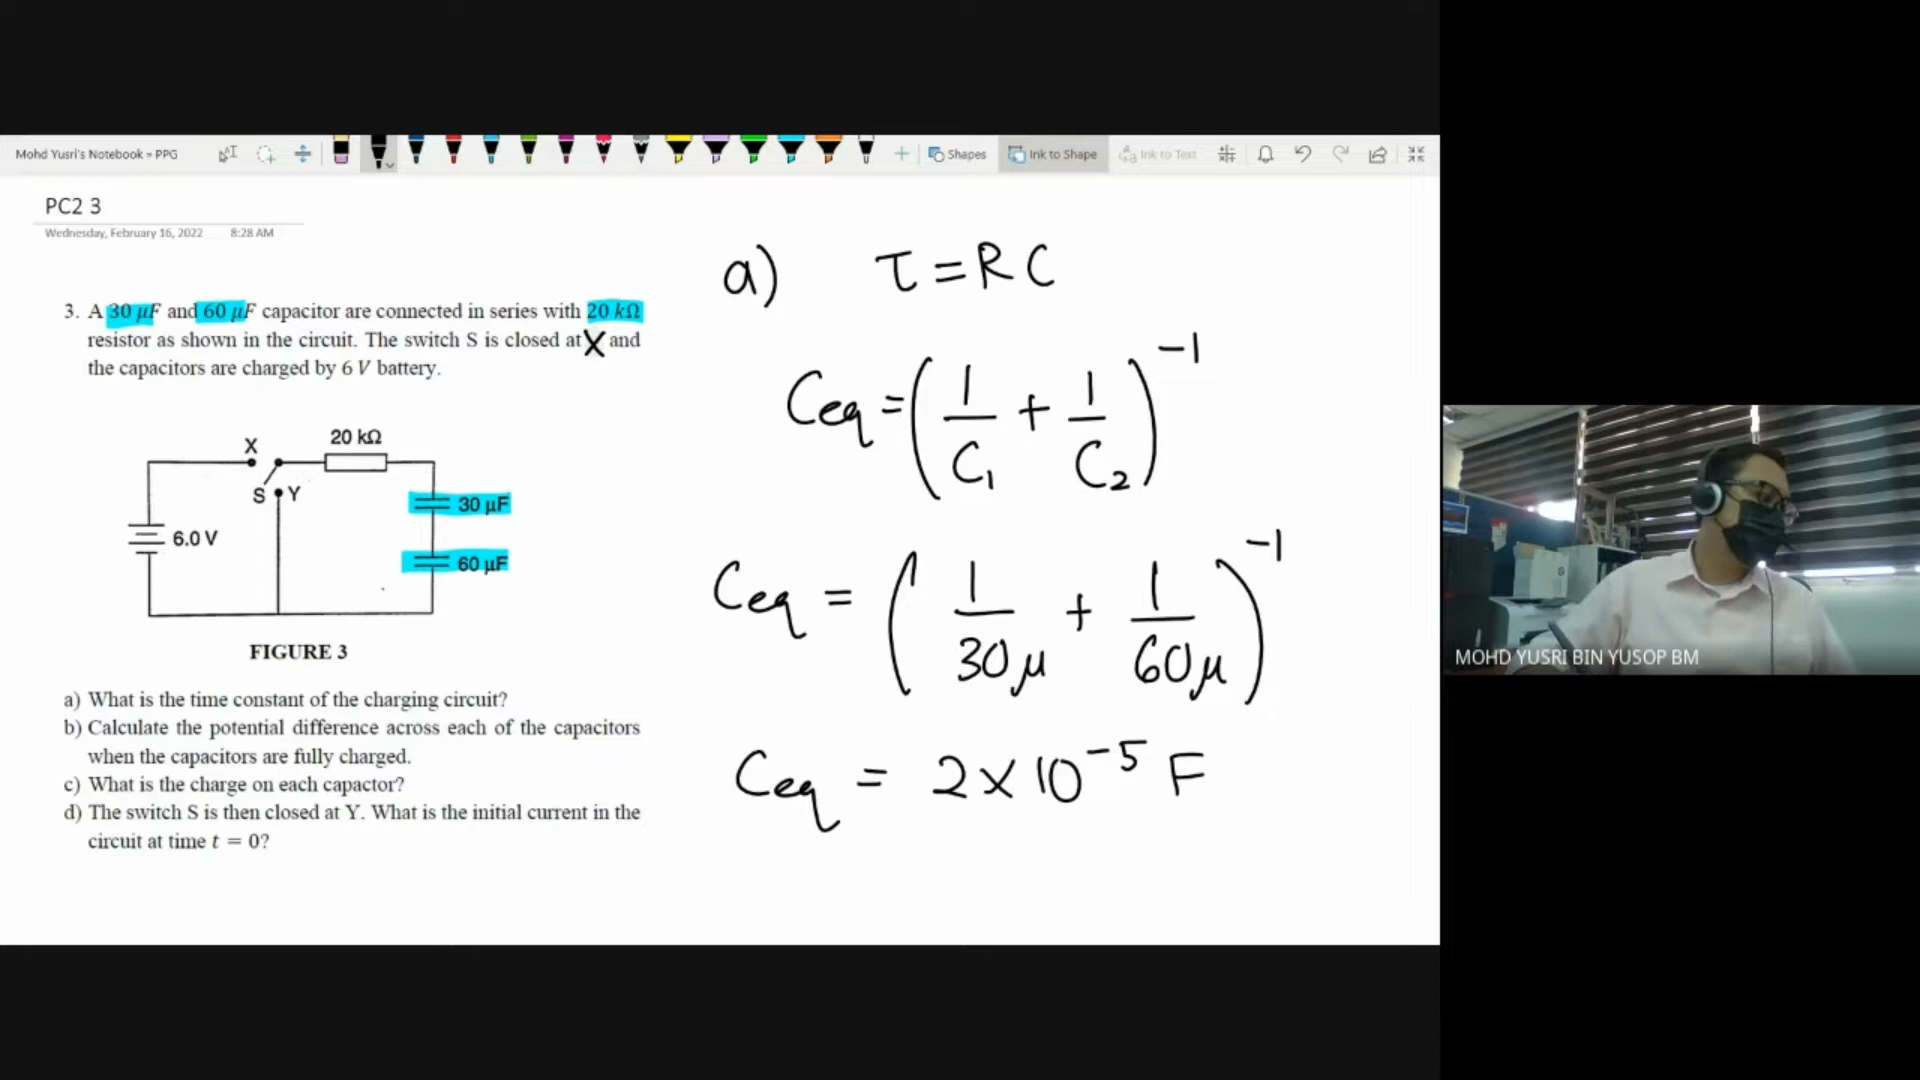 Mohd Yusri's Notebook » PPG
Shapes
Ink to Shape
Ink to Text
PC2 3
Wednesday, February 16, 2022 8:28 AM
3. A 30 μF and 60 μF capacitor are connected in series with 20 kΩ
resistor as shown in the circuit. The switch S is closed at X and
the capacitors are charged by 6 V battery.
X
20 kΩ
S Y
30 μF
6.0 V
60 μF
FIGURE 3
a) What is the time constant of the charging circuit?
b) Calculate the potential difference across each of the capacitors
when the capacitors are fully charged.
c) What is the charge on each capactor?
d) The switch S is then closed at Y. What is the initial current in the
circuit at time t = 0?
a) τ = RC
Ceq = (1/C₁ + 1/C₂)⁻¹
Ceq = (1/30μ + 1/60μ)⁻¹
Ceq = 2 × 10⁻⁵ F
MOHD YUSRI BIN YUSOP BM